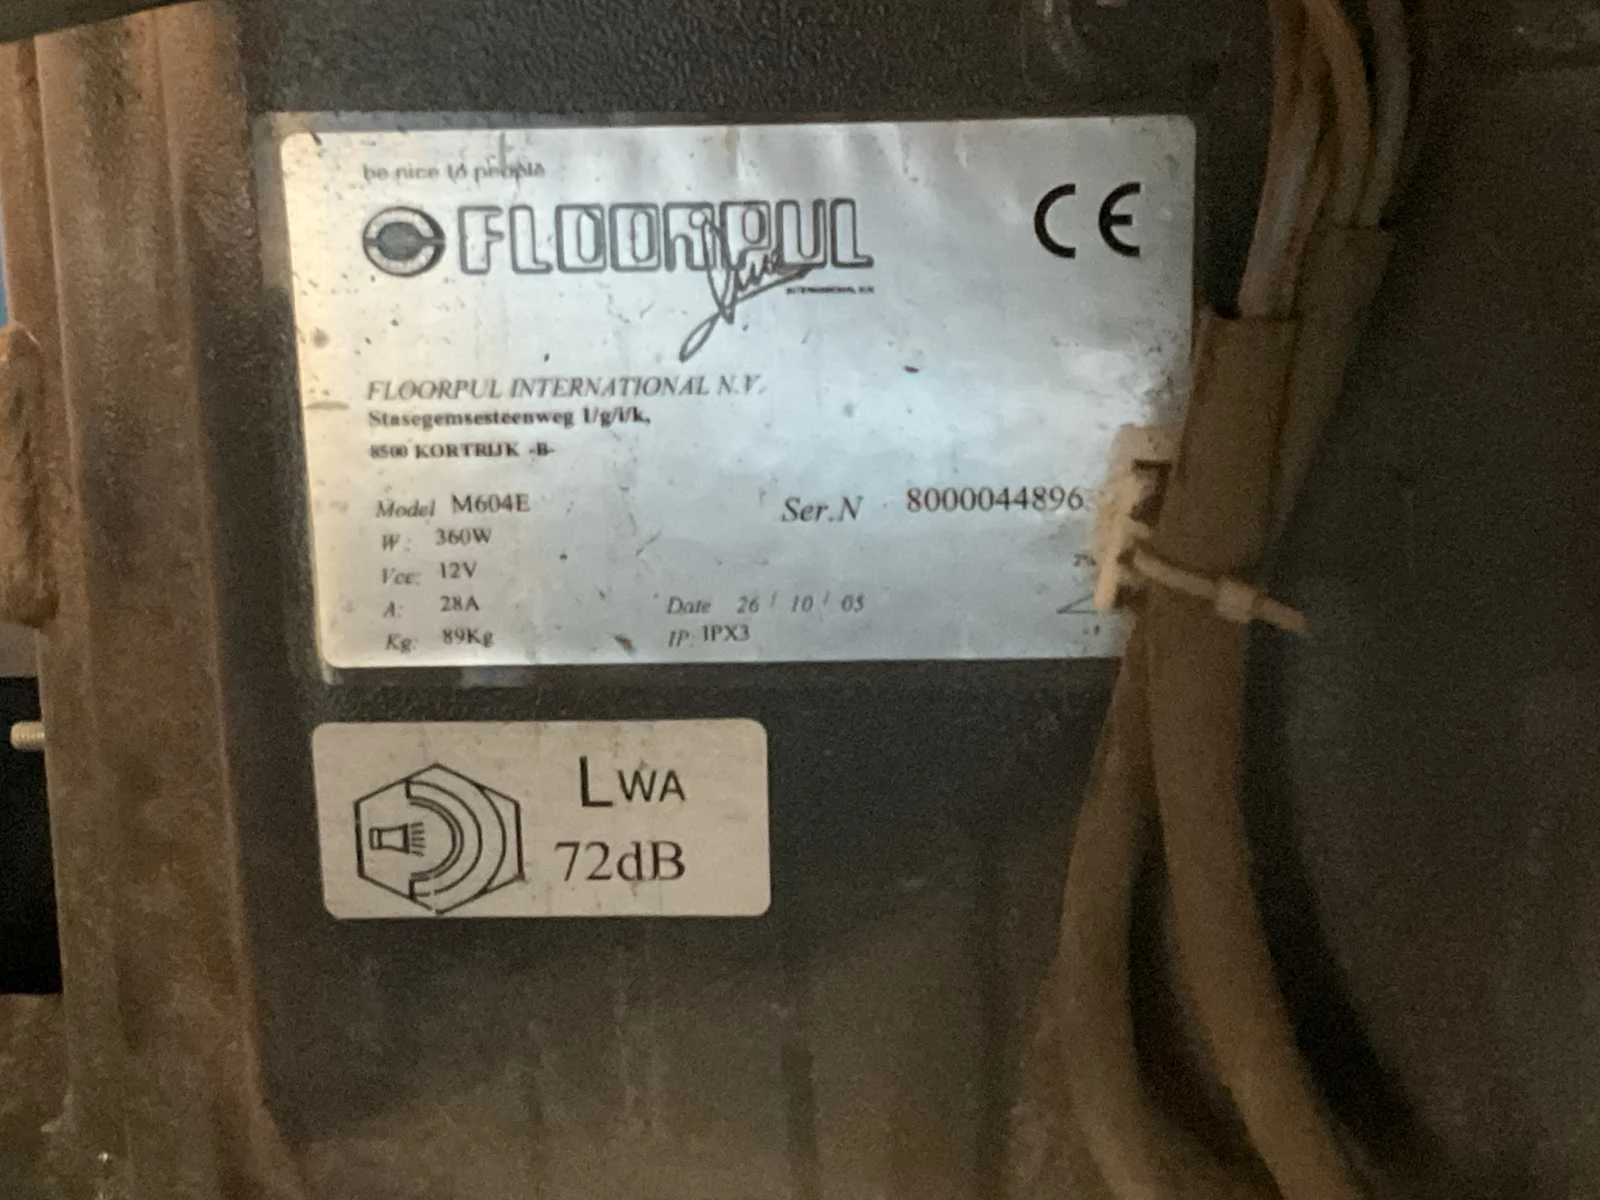 be nice to people
FLOORPUL
CE
FLOORPUL INTERNATIONAL N.V.
Stasegemsesteenweg 1/g/i/k,
8500 KORTRIJK -B-
Model M604E
Ser.N 8000044896
W: 360W
Vcc: 12V
2%
A: 28A
Date 26 / 10 / 05
Kg: 89Kg
IP: IPX3
LWA
72dB